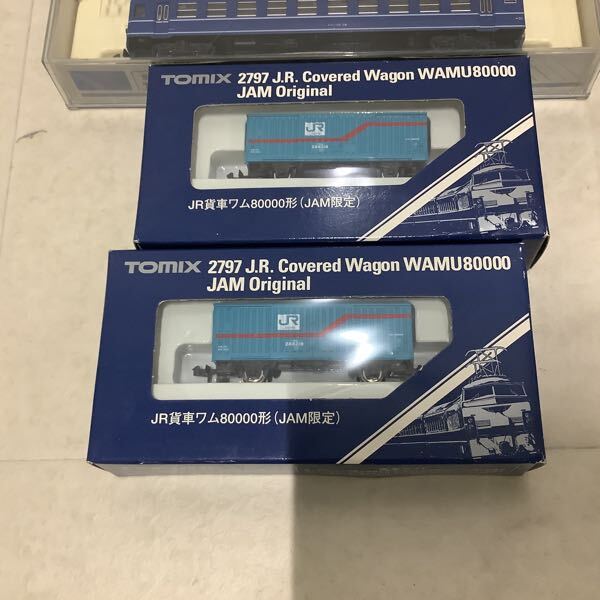 TOMIX 2797 J.R. Covered Wagon WAMU80000
JAM Original
JR
JR貨車ワム80000形(JAM限定)
TOMIX 2797 J.R. Covered Wagon WAMU80000
JAM Original
JR
JR貨車ワム80000形(JAM限定)